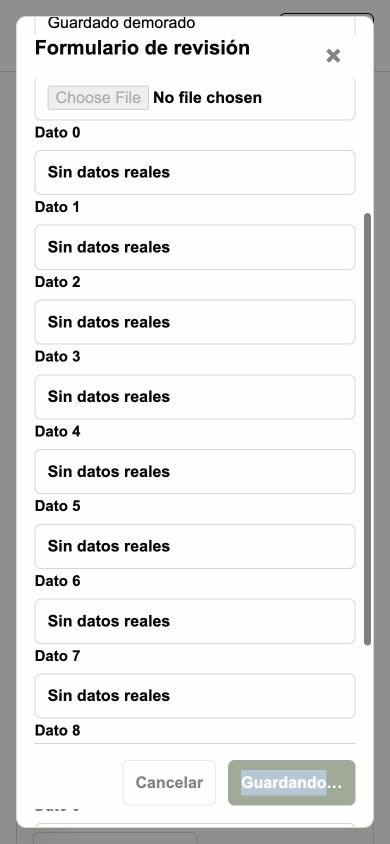 Guardado demorado
Formulario de revisión
×
Choose File No file chosen
Dato 0
Sin datos reales
Dato 1
Sin datos reales
Dato 2
Sin datos reales
Dato 3
Sin datos reales
Dato 4
Sin datos reales
Dato 5
Sin datos reales
Dato 6
Sin datos reales
Dato 7
Sin datos reales
Dato 8
Cancelar
Guardando...